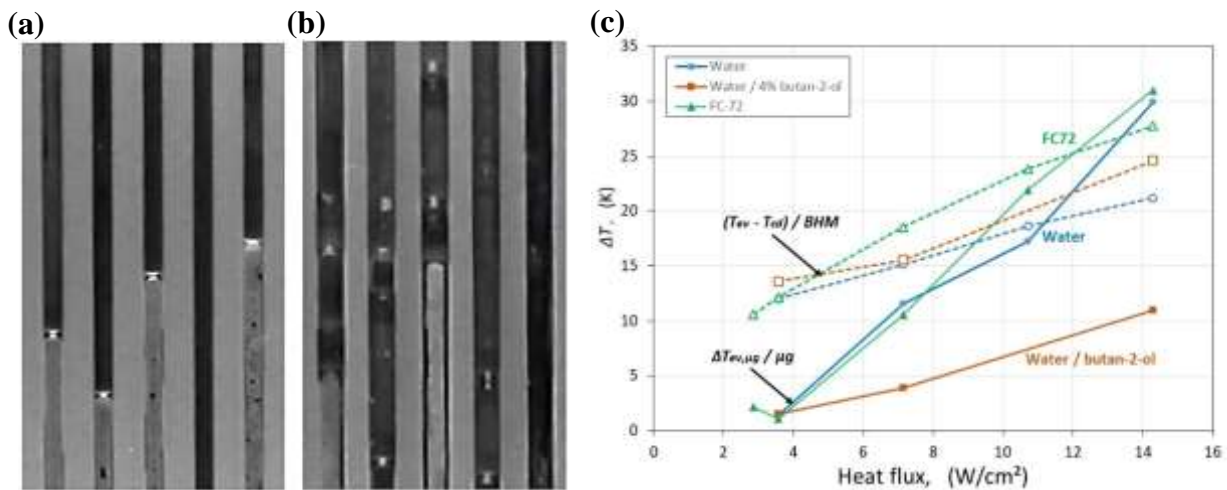 (a)
(b)
(c)
35
30
25
20
15
10
5
0
ΔT, (K)
Water
Water / 4% butan-2-ol
FC-72
FC72
(Tev - Tcd) / BHM
Water
ΔTev,μg / μg
Water / butan-2-ol
0 2 4 6 8 10 12 14 16
Heat flux, (W/cm²)